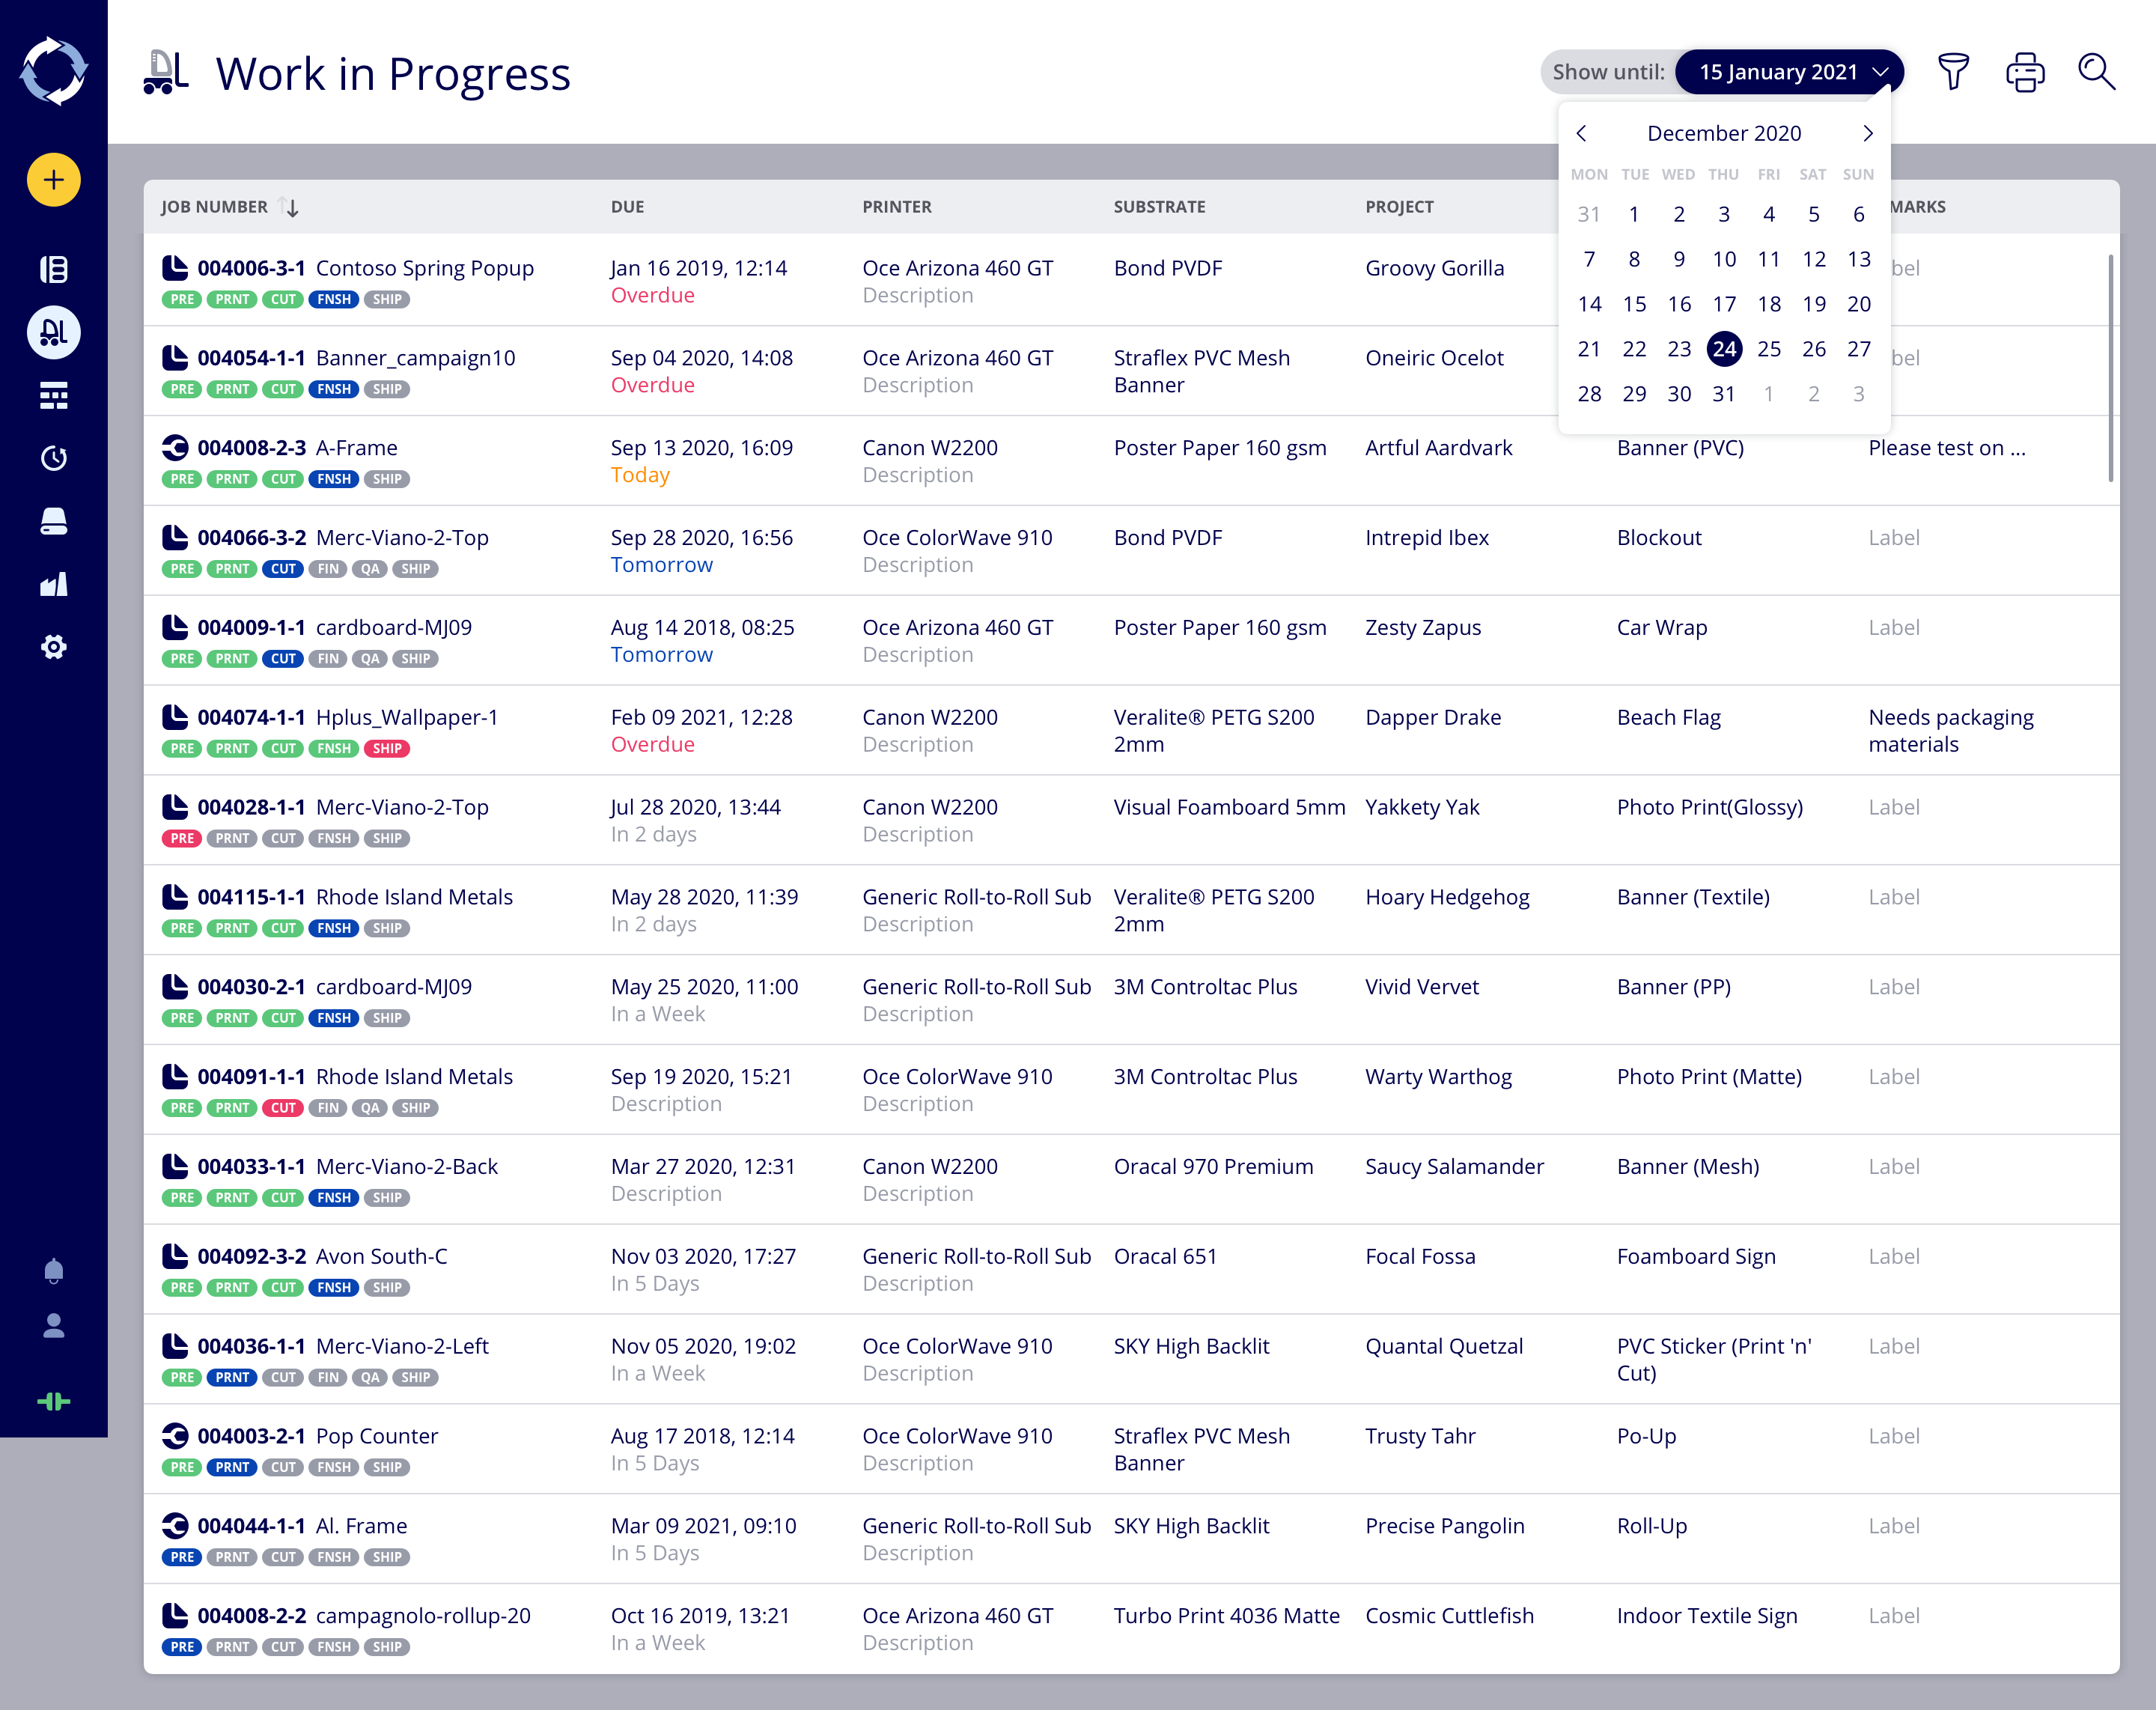 Work in Progress
Show until: 15 January 2021
December 2020
MON TUE WED THU FRI SAT SUN
31 1 2 3 4 5 6
7 8 9 10 11 12 13
14 15 16 17 18 19 20
21 22 23 24 25 26 27
28 29 30 31 1 2 3
JOB NUMBER DUE PRINTER SUBSTRATE PROJECT MARKS
004006-3-1 Contoso Spring Popup Jan 16 2019, 12:14 Oce Arizona 460 GT Bond PVDF Groovy Gorilla bel
PRE PRNT CUT FNSH SHIP Overdue Description
004054-1-1 Banner_campaign10 Sep 04 2020, 14:08 Oce Arizona 460 GT Straflex PVC Mesh Oneiric Ocelot bel
PRE PRNT CUT FNSH SHIP Overdue Description Banner
004008-2-3 A-Frame Sep 13 2020, 16:09 Canon W2200 Poster Paper 160 gsm Artful Aardvark Banner (PVC) Please test on ...
PRE PRNT CUT FNSH SHIP Today Description
004066-3-2 Merc-Viano-2-Top Sep 28 2020, 16:56 Oce ColorWave 910 Bond PVDF Intrepid Ibex Blockout Label
PRE PRNT CUT FIN QA SHIP Tomorrow Description
004009-1-1 cardboard-MJ09 Aug 14 2018, 08:25 Oce Arizona 460 GT Poster Paper 160 gsm Zesty Zapus Car Wrap Label
PRE PRNT CUT FIN QA SHIP Tomorrow Description
004074-1-1 Hplus_Wallpaper-1 Feb 09 2021, 12:28 Canon W2200 Veralite® PETG S200 Dapper Drake Beach Flag Needs packaging
PRE PRNT CUT FNSH SHIP Overdue Description 2mm materials
004028-1-1 Merc-Viano-2-Top Jul 28 2020, 13:44 Canon W2200 Visual Foamboard 5mm Yakkety Yak Photo Print(Glossy) Label
PRE PRNT CUT FNSH SHIP In 2 days Description
004115-1-1 Rhode Island Metals May 28 2020, 11:39 Generic Roll-to-Roll Sub Veralite® PETG S200 Hoary Hedgehog Banner (Textile) Label
PRE PRNT CUT FNSH SHIP In 2 days Description 2mm
004030-2-1 cardboard-MJ09 May 25 2020, 11:00 Generic Roll-to-Roll Sub 3M Controltac Plus Vivid Vervet Banner (PP) Label
PRE PRNT CUT FNSH SHIP In a Week Description
004091-1-1 Rhode Island Metals Sep 19 2020, 15:21 Oce ColorWave 910 3M Controltac Plus Warty Warthog Photo Print (Matte) Label
PRE PRNT CUT FIN QA SHIP Description Description
004033-1-1 Merc-Viano-2-Back Mar 27 2020, 12:31 Canon W2200 Oracal 970 Premium Saucy Salamander Banner (Mesh) Label
PRE PRNT CUT FNSH SHIP Description Description
004092-3-2 Avon South-C Nov 03 2020, 17:27 Generic Roll-to-Roll Sub Oracal 651 Focal Fossa Foamboard Sign Label
PRE PRNT CUT FNSH SHIP In 5 Days Description
004036-1-1 Merc-Viano-2-Left Nov 05 2020, 19:02 Oce ColorWave 910 SKY High Backlit Quantal Quetzal PVC Sticker (Print 'n' Label
PRE PRNT CUT FIN QA SHIP In a Week Description Cut)
004003-2-1 Pop Counter Aug 17 2018, 12:14 Oce ColorWave 910 Straflex PVC Mesh Trusty Tahr Po-Up Label
PRE PRNT CUT FNSH SHIP In 5 Days Description Banner
004044-1-1 Al. Frame Mar 09 2021, 09:10 Generic Roll-to-Roll Sub SKY High Backlit Precise Pangolin Roll-Up Label
PRE PRNT CUT FNSH SHIP In 5 Days Description
004008-2-2 campagnolo-rollup-20 Oct 16 2019, 13:21 Oce Arizona 460 GT Turbo Print 4036 Matte Cosmic Cuttlefish Indoor Textile Sign Label
PRE PRNT CUT FNSH SHIP In a Week Description